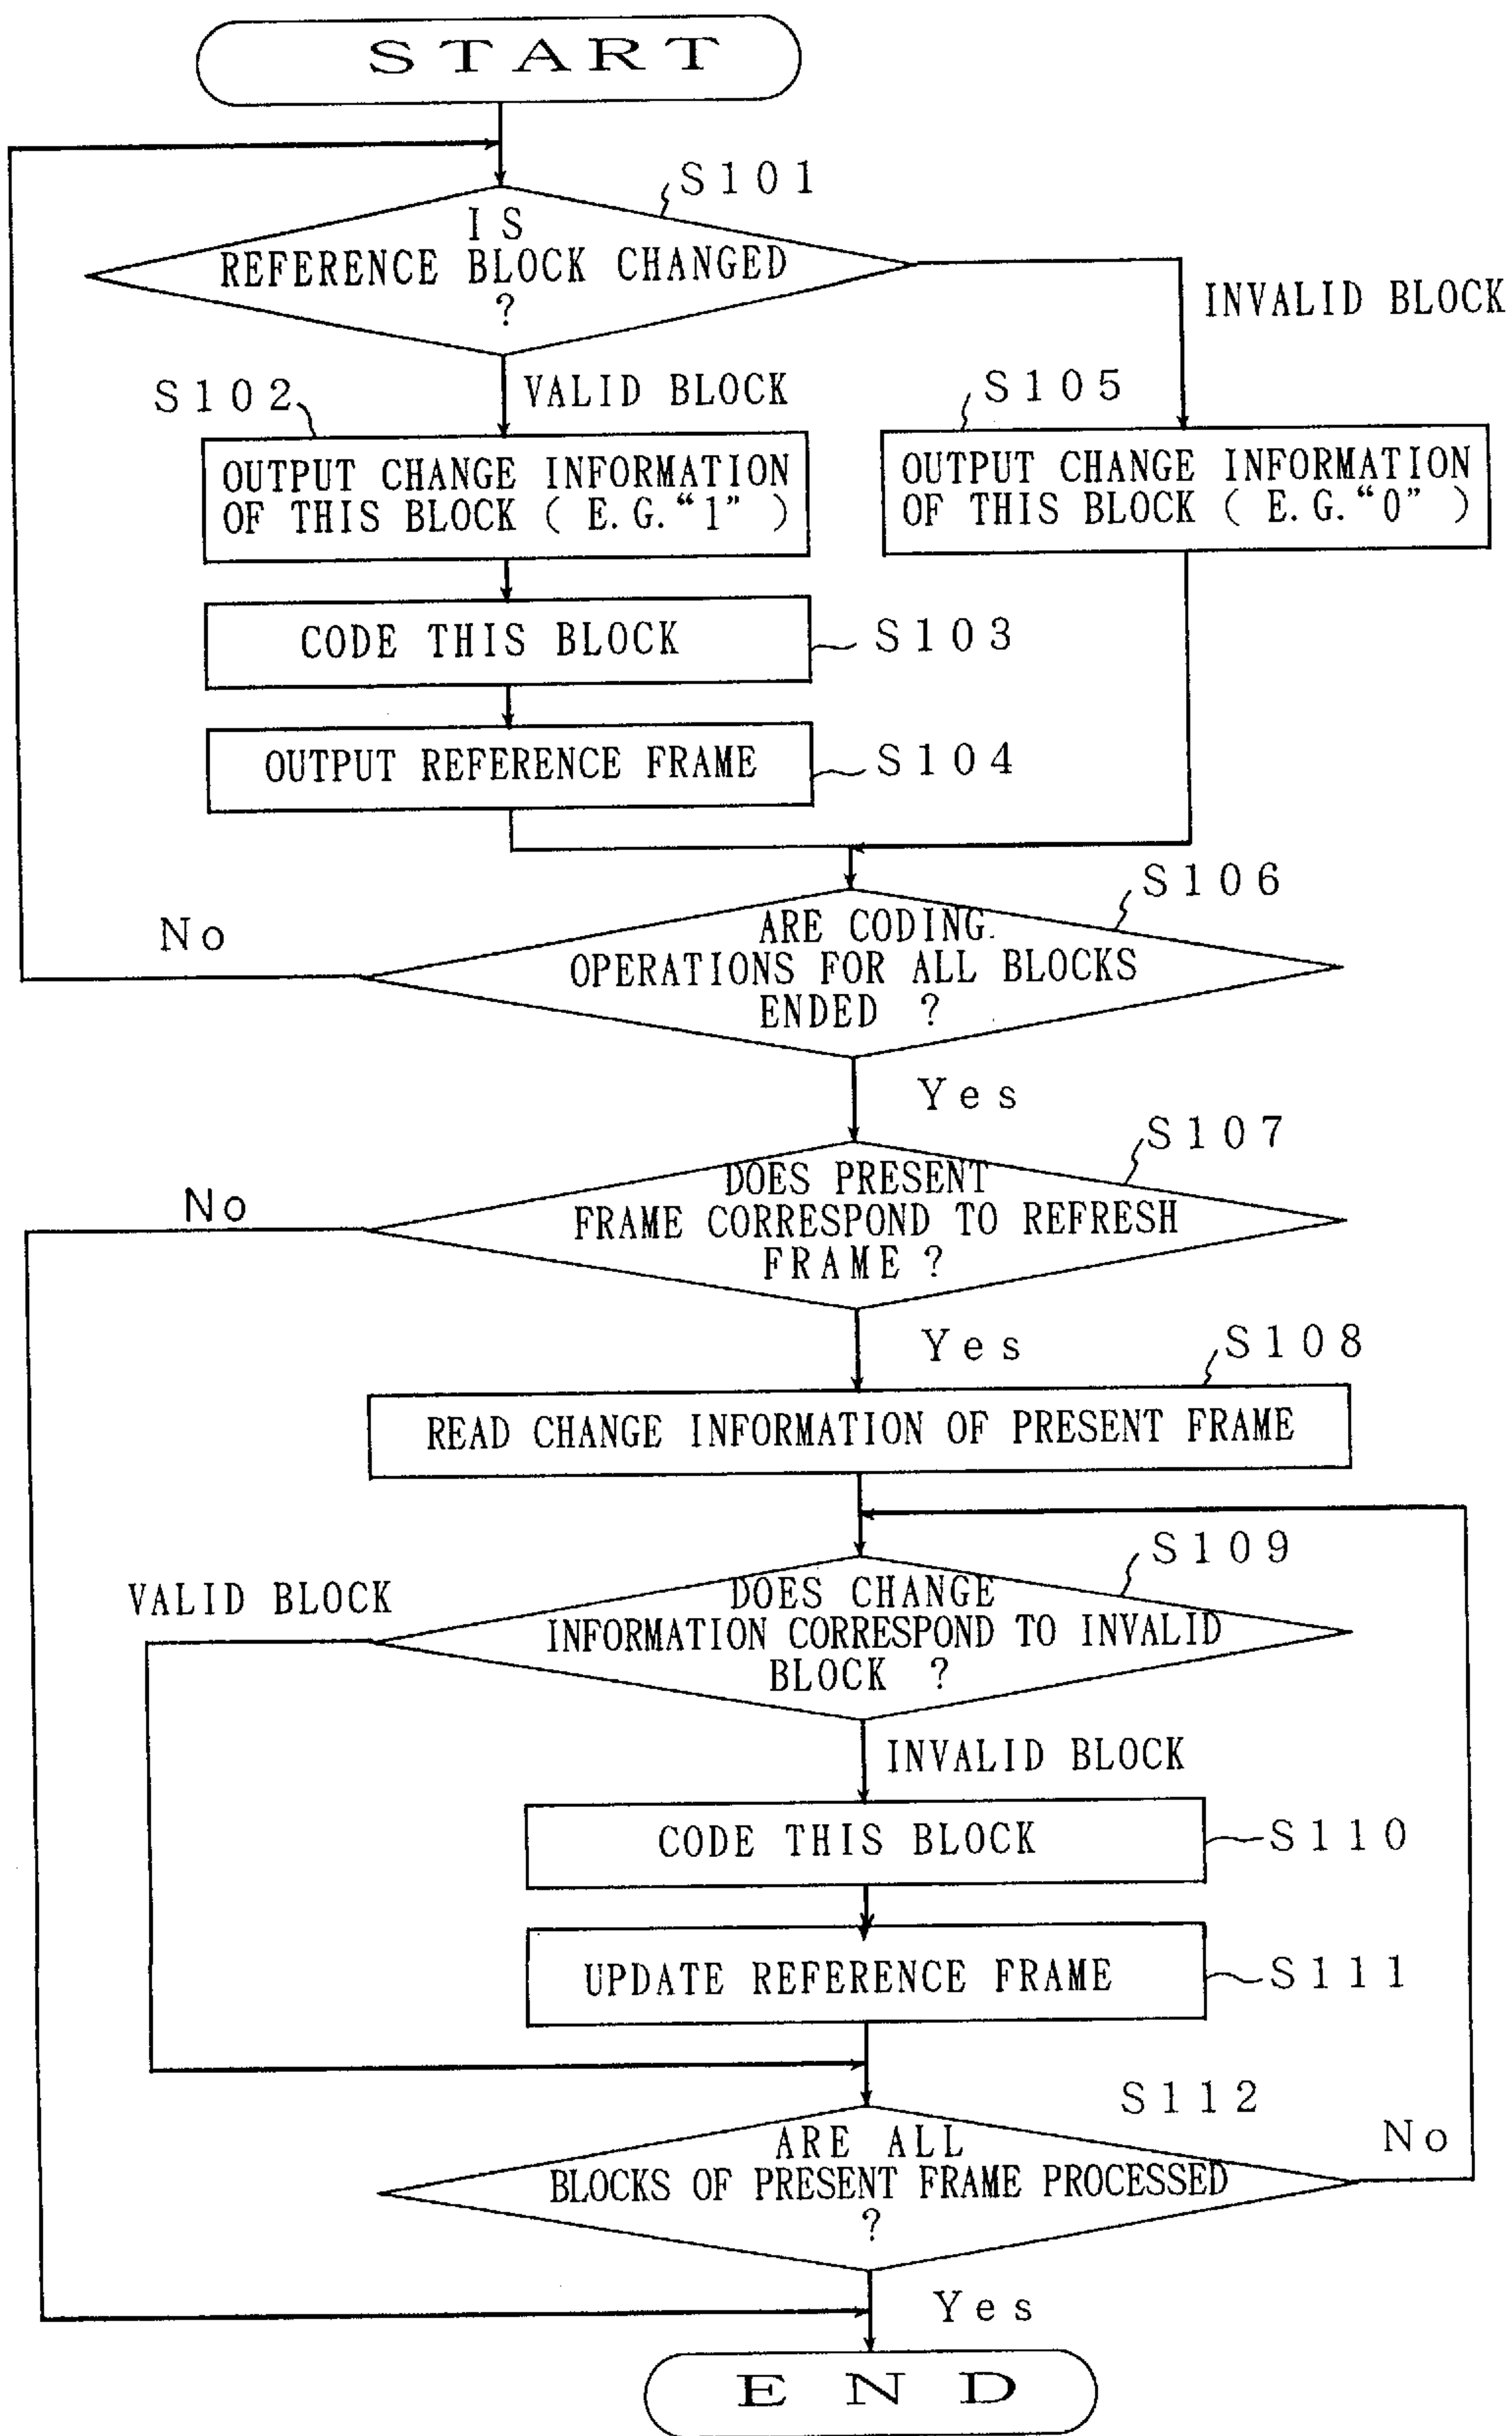 START
S101
IS
REFERENCE BLOCK CHANGED
?
INVALID BLOCK
VALID BLOCK
S102
S105
OUTPUT CHANGE INFORMATION
OF THIS BLOCK ( E.G. “1” )
OUTPUT CHANGE INFORMATION
OF THIS BLOCK ( E.G. “0” )
CODE THIS BLOCK
S103
OUTPUT REFERENCE FRAME
S104
S106
No
ARE CODING
OPERATIONS FOR ALL BLOCKS
ENDED ?
Yes
S107
No
DOES PRESENT
FRAME CORRESPOND TO REFRESH
FRAME ?
Yes
S108
READ CHANGE INFORMATION OF PRESENT FRAME
S109
VALID BLOCK
DOES CHANGE
INFORMATION CORRESPOND TO INVALID
BLOCK ?
INVALID BLOCK
CODE THIS BLOCK
S110
UPDATE REFERENCE FRAME
S111
S112
No
ARE ALL
BLOCKS OF PRESENT FRAME PROCESSED
?
Yes
END